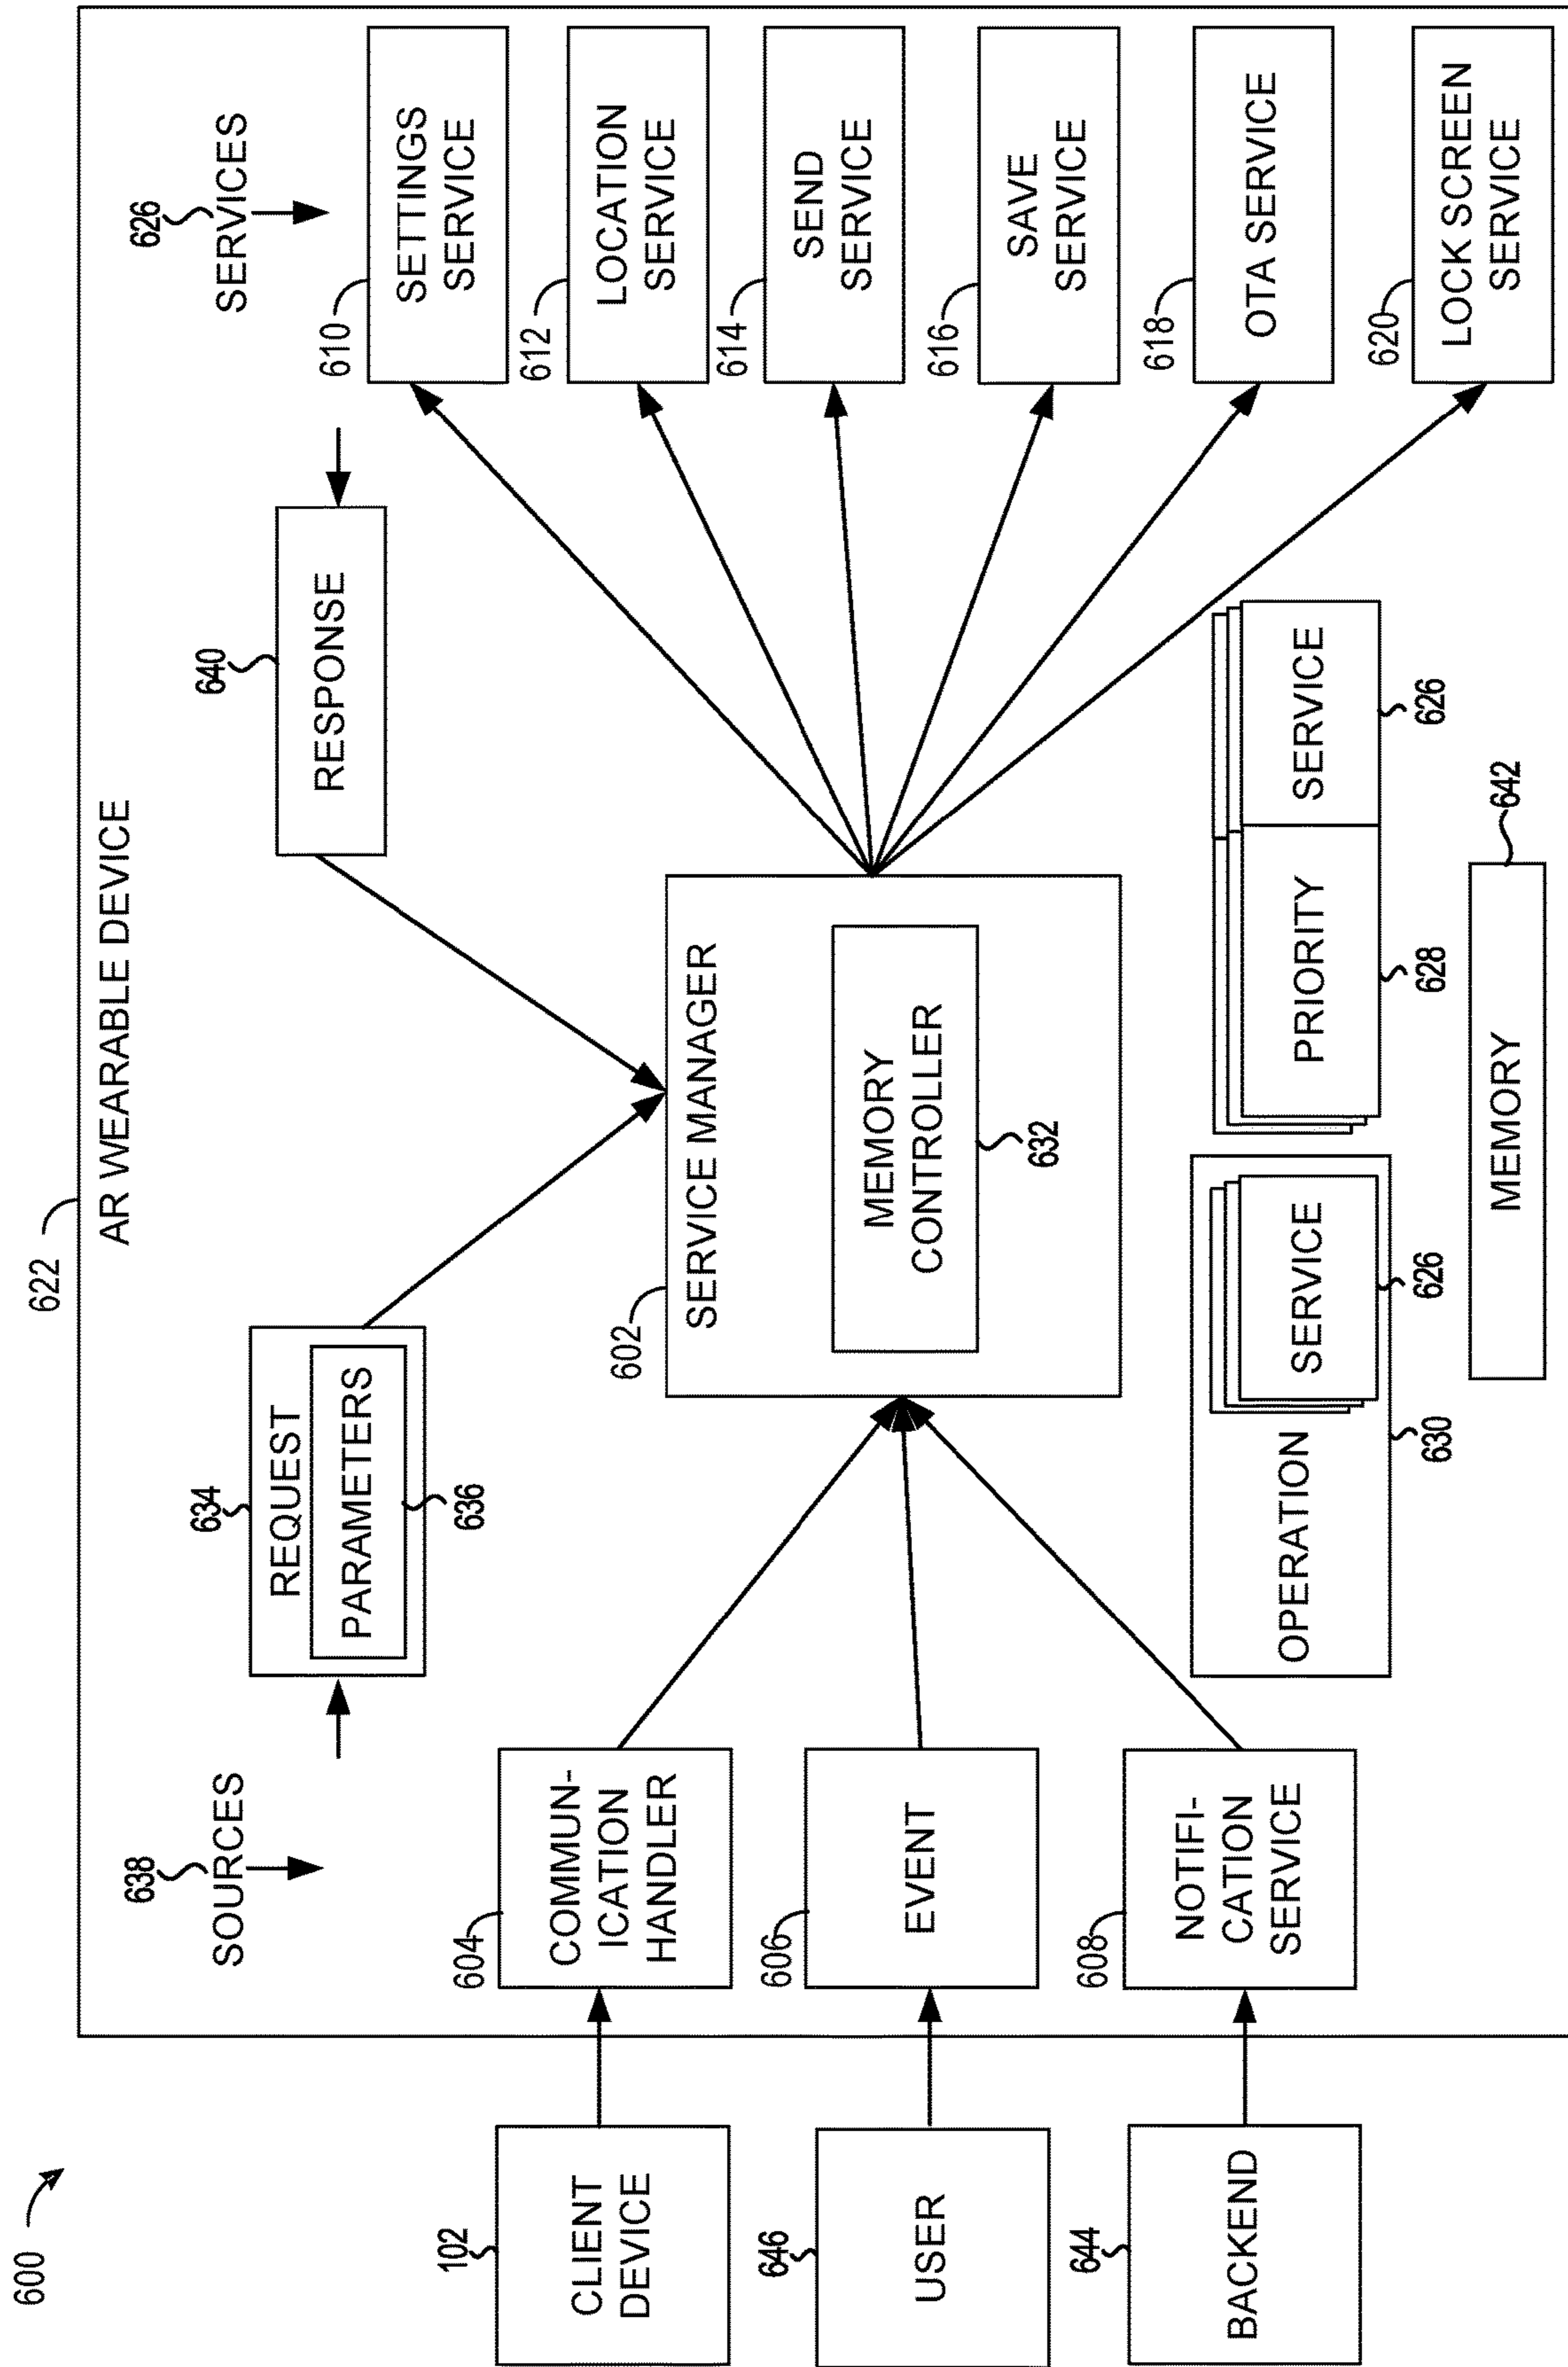 600
622
AR WEARABLE DEVICE
638
SOURCES
634
REQUEST
PARAMETERS
636
640
RESPONSE
626
SERVICES
102
CLIENT
DEVICE
646
USER
644
BACKEND
604
COMMUN-
ICATION
HANDLER
606
EVENT
608
NOTIFI-
CATION
SERVICE
602
SERVICE MANAGER
MEMORY
CONTROLLER
632
610
SETTINGS
SERVICE
612
LOCATION
SERVICE
614
SEND
SERVICE
616
SAVE
SERVICE
618
OTA SERVICE
620
LOCK SCREEN
SERVICE
OPERATION
SERVICE
630
626
PRIORITY
SERVICE
628
626
MEMORY
642